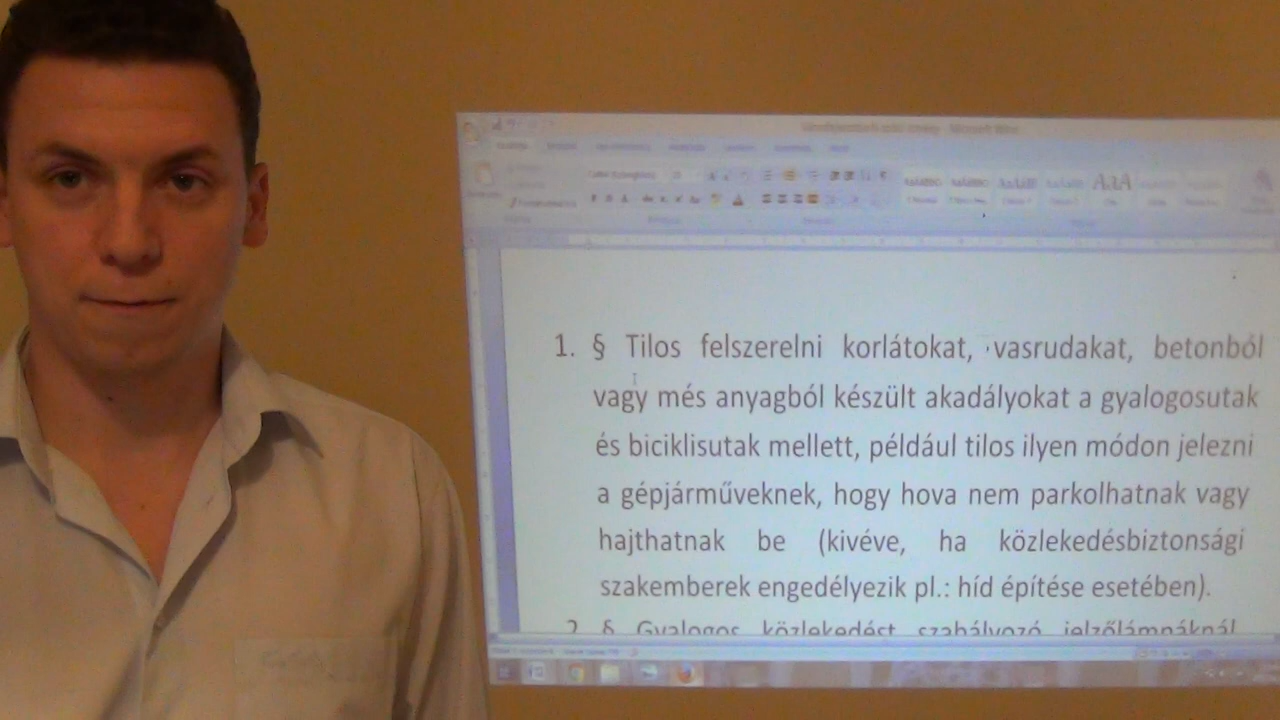 1. § Tilos felszerelni korlátokat, vasrudakat, betonból
vagy més anyagból készült akadályokat a gyalogosutak
és biciklisutak mellett, például tilos ilyen módon jelezni
a gépjárműveknek, hogy hova nem parkolhatnak vagy
hajthatnak be (kivéve, ha közlekedésbiztonsági
szakemberek engedélyezik pl.: híd építése esetében).
2. § Gyalogos közlekedést szabályozó jelzőlámpáknál